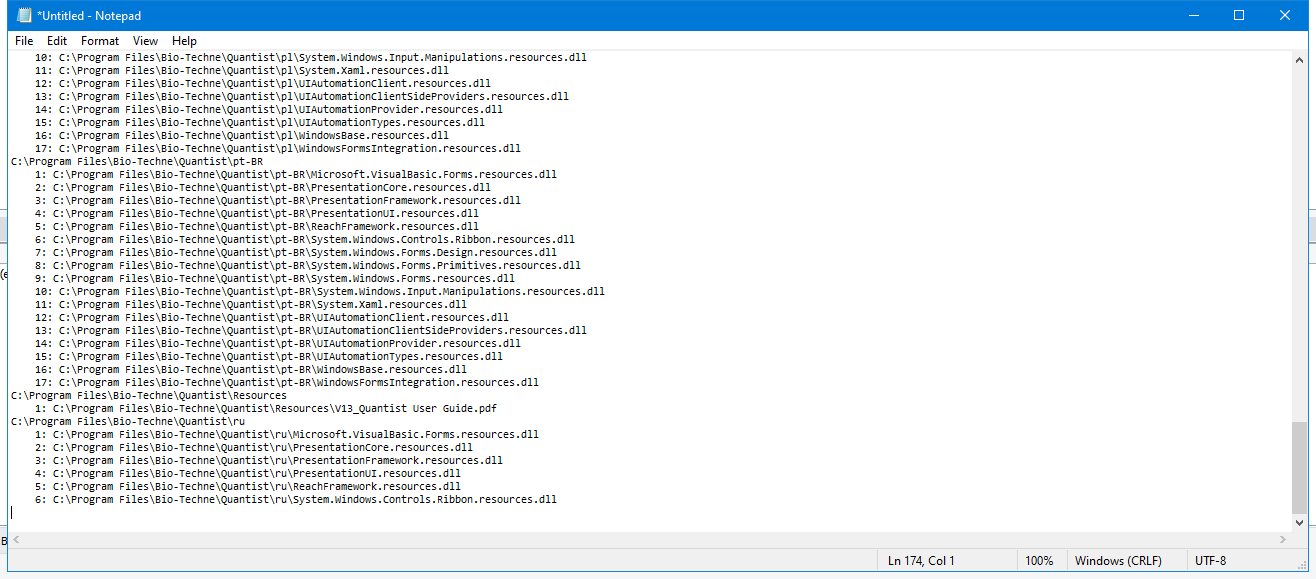 *Untitled - Notepad
File Edit Format View Help
10: C:\Program Files\Bio-Techne\Quantist\pl\System.Windows.Input.Manipulations.resources.dll
11: C:\Program Files\Bio-Techne\Quantist\pl\System.Xaml.resources.dll
12: C:\Program Files\Bio-Techne\Quantist\pl\UIAutomationClient.resources.dll
13: C:\Program Files\Bio-Techne\Quantist\pl\UIAutomationClientSideProviders.resources.dll
14: C:\Program Files\Bio-Techne\Quantist\pl\UIAutomationProvider.resources.dll
15: C:\Program Files\Bio-Techne\Quantist\pl\UIAutomationTypes.resources.dll
16: C:\Program Files\Bio-Techne\Quantist\pl\WindowsBase.resources.dll
17: C:\Program Files\Bio-Techne\Quantist\pl\WindowsFormsIntegration.resources.dll
C:\Program Files\Bio-Techne\Quantist\pt-BR
1: C:\Program Files\Bio-Techne\Quantist\pt-BR\Microsoft.VisualBasic.Forms.resources.dll
2: C:\Program Files\Bio-Techne\Quantist\pt-BR\PresentationCore.resources.dll
3: C:\Program Files\Bio-Techne\Quantist\pt-BR\PresentationFramework.resources.dll
4: C:\Program Files\Bio-Techne\Quantist\pt-BR\PresentationUI.resources.dll
5: C:\Program Files\Bio-Techne\Quantist\pt-BR\ReachFramework.resources.dll
6: C:\Program Files\Bio-Techne\Quantist\pt-BR\System.Windows.Controls.Ribbon.resources.dll
7: C:\Program Files\Bio-Techne\Quantist\pt-BR\System.Windows.Forms.Design.resources.dll
8: C:\Program Files\Bio-Techne\Quantist\pt-BR\System.Windows.Forms.Primitives.resources.dll
9: C:\Program Files\Bio-Techne\Quantist\pt-BR\System.Windows.Forms.resources.dll
10: C:\Program Files\Bio-Techne\Quantist\pt-BR\System.Windows.Input.Manipulations.resources.dll
11: C:\Program Files\Bio-Techne\Quantist\pt-BR\System.Xaml.resources.dll
12: C:\Program Files\Bio-Techne\Quantist\pt-BR\UIAutomationClient.resources.dll
13: C:\Program Files\Bio-Techne\Quantist\pt-BR\UIAutomationClientSideProviders.resources.dll
14: C:\Program Files\Bio-Techne\Quantist\pt-BR\UIAutomationProvider.resources.dll
15: C:\Program Files\Bio-Techne\Quantist\pt-BR\UIAutomationTypes.resources.dll
16: C:\Program Files\Bio-Techne\Quantist\pt-BR\WindowsBase.resources.dll
17: C:\Program Files\Bio-Techne\Quantist\pt-BR\WindowsFormsIntegration.resources.dll
C:\Program Files\Bio-Techne\Quantist\Resources
1: C:\Program Files\Bio-Techne\Quantist\Resources\V13_Quantist User Guide.pdf
C:\Program Files\Bio-Techne\Quantist\ru
1: C:\Program Files\Bio-Techne\Quantist\ru\Microsoft.VisualBasic.Forms.resources.dll
2: C:\Program Files\Bio-Techne\Quantist\ru\PresentationCore.resources.dll
3: C:\Program Files\Bio-Techne\Quantist\ru\PresentationFramework.resources.dll
4: C:\Program Files\Bio-Techne\Quantist\ru\PresentationUI.resources.dll
5: C:\Program Files\Bio-Techne\Quantist\ru\ReachFramework.resources.dll
6: C:\Program Files\Bio-Techne\Quantist\ru\System.Windows.Controls.Ribbon.resources.dll
Ln 174, Col 1 100% Windows (CRLF) UTF-8